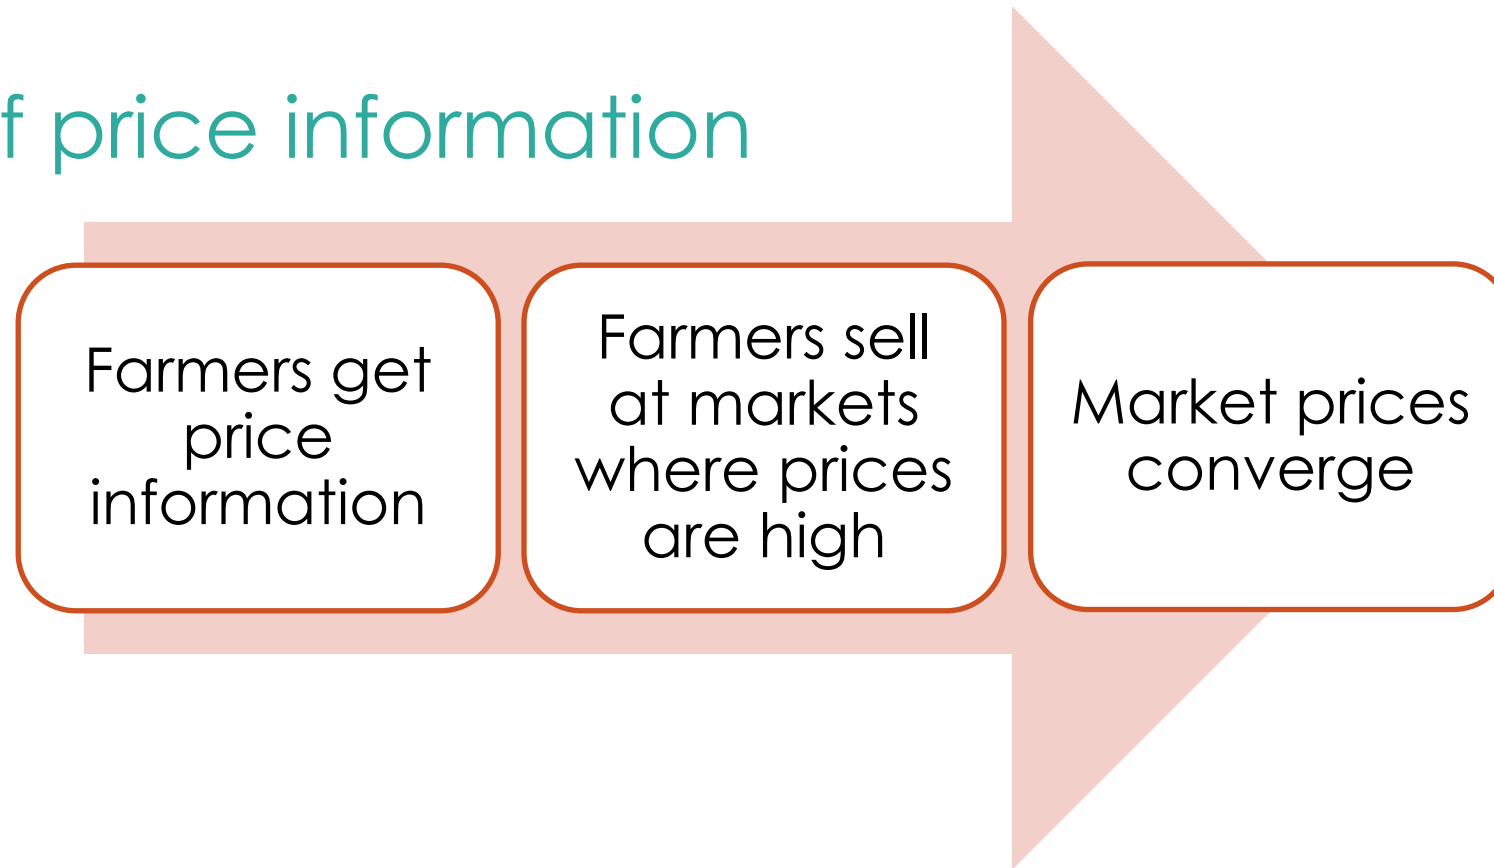 f price information
Farmers get
price
information
Farmers sell
at markets
where prices
are high
Market prices
converge